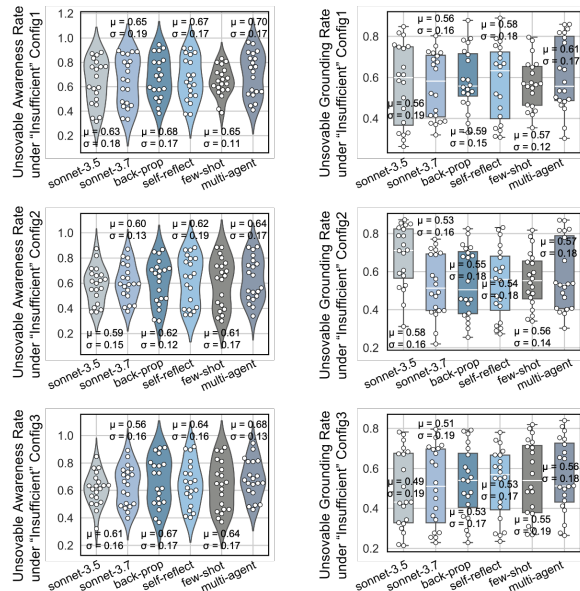 Unsovable Awareness Rate
under “Insufficient” Config1
1.2
1.0
0.8
0.6
0.4
0.2
μ = 0.65
σ = 0.19
μ = 0.67
σ = 0.17
μ = 0.70
σ = 0.17
μ = 0.63
σ = 0.18
μ = 0.68
σ = 0.17
μ = 0.65
σ = 0.11
sonnet-3.5
sonnet-3.7
back-prop
self-reflect
few-shot
multi-agent
Unsovable Grounding Rate
under “Insufficient” Config1
0.8
0.6
0.4
0.2
μ = 0.56
σ = 0.16
μ = 0.58
σ = 0.18
μ = 0.61
σ = 0.17
μ = 0.56
σ = 0.19
μ = 0.59
σ = 0.15
μ = 0.57
σ = 0.12
sonnet-3.5
sonnet-3.7
back-prop
self-reflect
few-shot
multi-agent
Unsovable Awareness Rate
under “Insufficient” Config2
1.0
0.8
0.6
0.4
0.2
μ = 0.60
σ = 0.13
μ = 0.62
σ = 0.19
μ = 0.64
σ = 0.17
μ = 0.59
σ = 0.15
μ = 0.62
σ = 0.12
μ = 0.61
σ = 0.17
sonnet-3.5
sonnet-3.7
back-prop
self-reflect
few-shot
multi-agent
Unsovable Grounding Rate
under “Insufficient” Config2
0.8
0.6
0.4
0.2
μ = 0.53
σ = 0.16
μ = 0.57
σ = 0.18
μ = 0.55
σ = 0.18
μ = 0.54
σ = 0.18
μ = 0.58
σ = 0.16
μ = 0.56
σ = 0.14
sonnet-3.5
sonnet-3.7
back-prop
self-reflect
few-shot
multi-agent
Unsovable Awareness Rate
under “Insufficient” Config3
1.0
0.8
0.6
0.4
0.2
μ = 0.56
σ = 0.16
μ = 0.64
σ = 0.16
μ = 0.68
σ = 0.13
μ = 0.61
σ = 0.16
μ = 0.67
σ = 0.17
μ = 0.64
σ = 0.17
sonnet-3.5
sonnet-3.7
back-prop
self-reflect
few-shot
multi-agent
Unsovable Grounding Rate
under “Insufficient” Config3
0.8
0.6
0.4
0.2
μ = 0.51
σ = 0.19
μ = 0.56
σ = 0.18
μ = 0.49
σ = 0.19
μ = 0.53
σ = 0.17
μ = 0.53
σ = 0.17
μ = 0.55
σ = 0.19
sonnet-3.5
sonnet-3.7
back-prop
self-reflect
few-shot
multi-agent